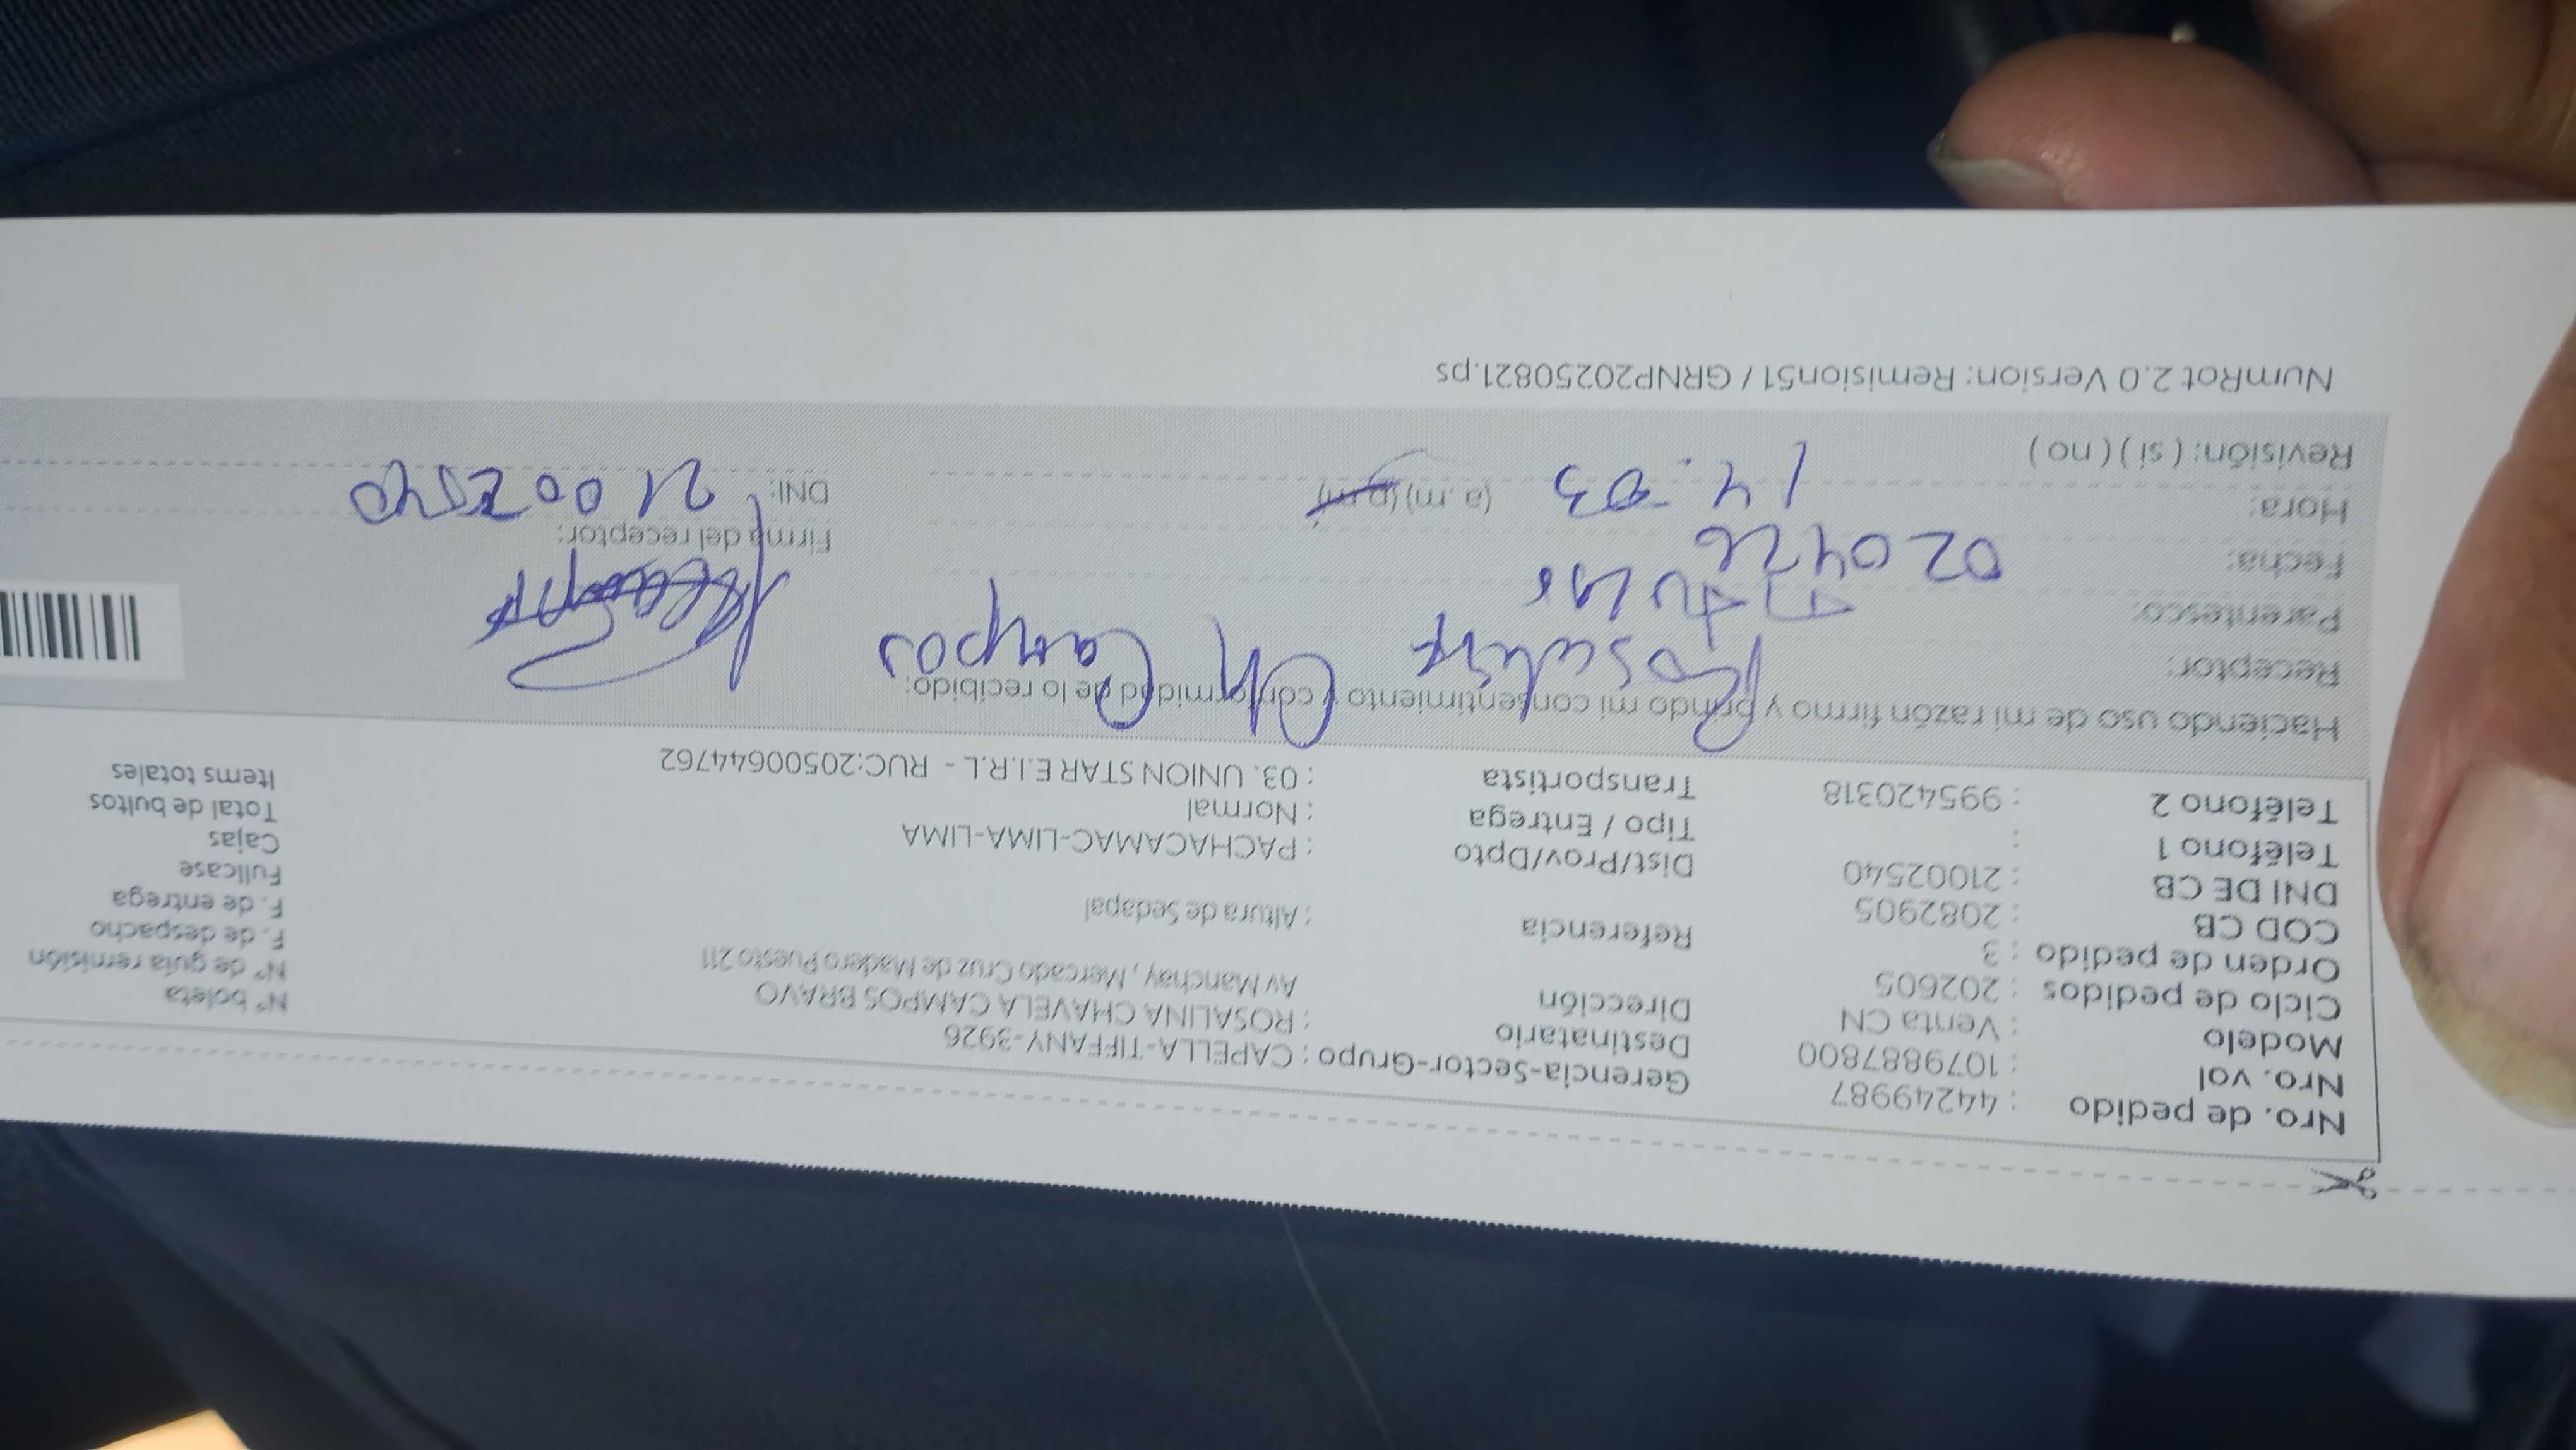 Nro. de pedido : 44249987
Nro. vol : 1079887800
Modelo : Venta CN
Ciclo de pedidos : 202605
Orden de pedido : 3
COD CB : 2082905
DNI DE CB : 21002540
Teléfono 1 :
Teléfono 2 : 995420318
Gerencia-Sector-Grupo : CAPELLA-TIFFANY-3926
Destinatario : ROSALINA CHAVELA CAMPOS BRAVO
Dirección Av Manchay, Mercado Cruz de Madero Puesto 211
Referencia : Altura de Sedapal
Dist/Prov/Dpto : PACHACAMAC-LIMA-LIMA
Tipo / Entrega : Normal
Transportista : 03. UNION STAR E.I.R.L - RUC:20500644762
N° boleta
N° de guía remisión
F. de despacho
F. de entrega
Fullcase
Cajas
Total de bultos
Items totales
Haciendo uso de mi razón firmo y brindo mi consentimiento y conformidad de lo recibido:
Receptor: Rosalina Ch Campos
Parentesco: Titular
Fecha: 020426
Hora: 14:03 (a.m) (p.m)
Revisión: ( sí ) ( no )
Firma del receptor:
DNI: 21002540
NumRot 2.0 Version: Remision51 / GRNP20250821.ps